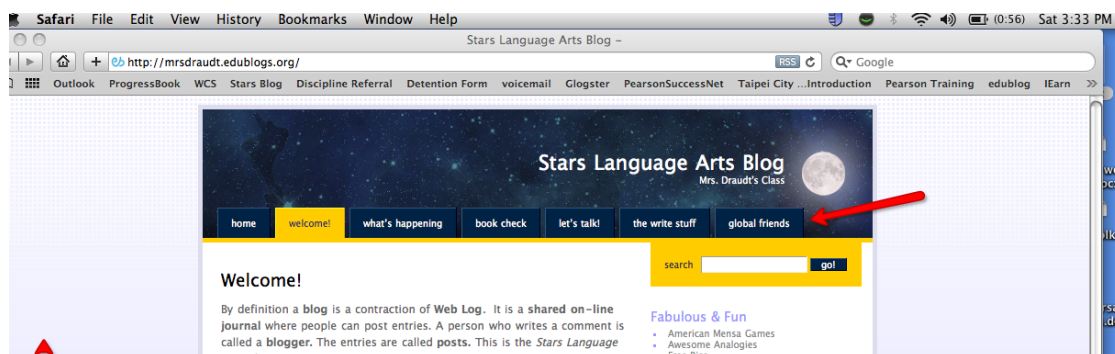 Safari File Edit View History Bookmarks Window Help (0:56) Sat 3:33 PM
Stars Language Arts Blog –
http://mrsdraudt.edublogs.org/ RSS Google
Outlook ProgressBook WCS Stars Blog Discipline Referral Detention Form voicemail Glogster PearsonSuccessNet Taipei City ...Introduction Pearson Training edublog IEarn >>
Stars Language Arts Blog
Mrs. Draudt's Class
home welcome! what's happening book check let's talk! the write stuff global friends
search go!
Welcome!
By definition a blog is a contraction of Web Log. It is a shared on-line
journal where people can post entries. A person who writes a comment is
called a blogger. The entries are called posts. This is the Stars Language
Fabulous & Fun
American Mensa Games
Awesome Analogies